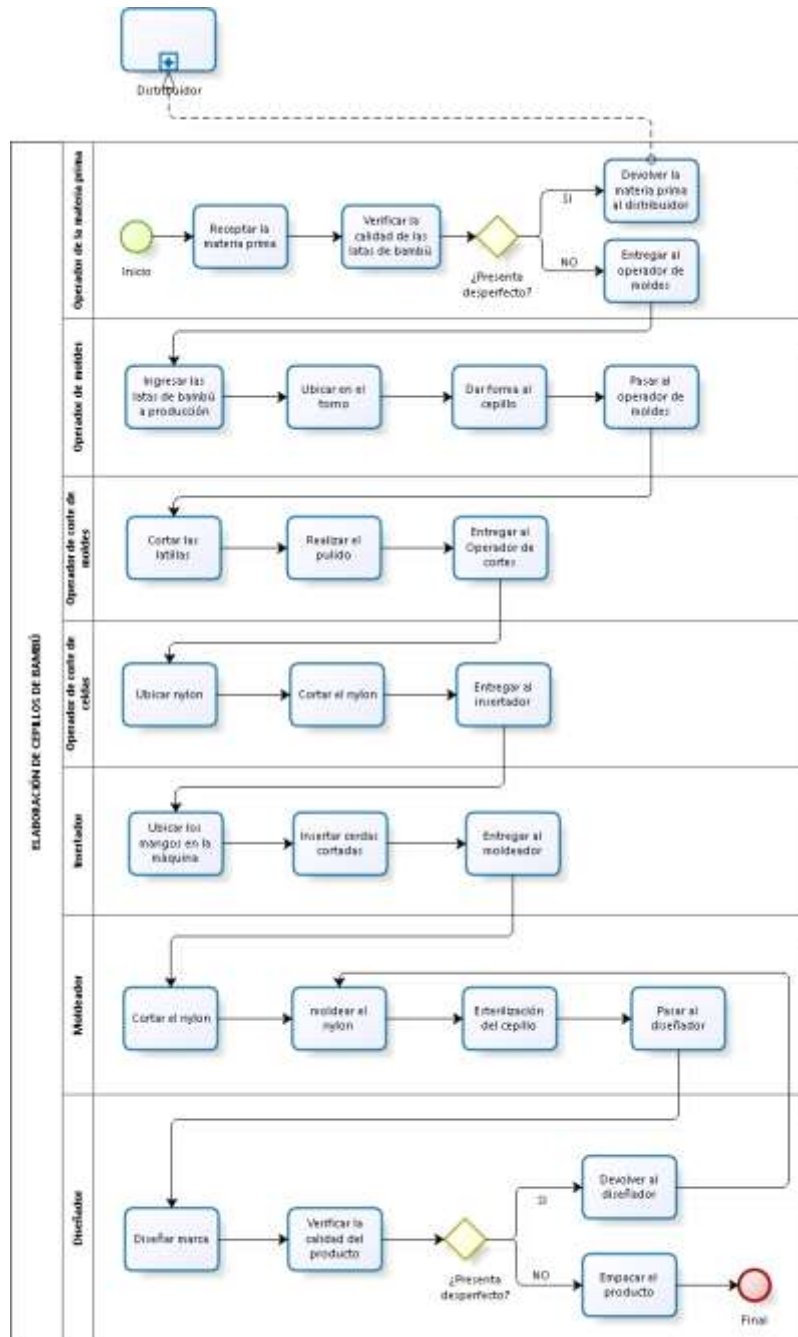 Distribuidor
ELABORACIÓN DE CEPILLOS DE BAMBÚ
Operador de la materia prima
Inicio
Receptar la
materia prima
Verificar la
calidad de las
latas de bambú
¿Presenta
desperfecto?
SI
Devolver la
materia prima
al distribuidor
NO
Entregar al
operador de
moldes
Operador de moldes
Ingresar las
latas de bambú
a producción
Ubicar en el
torno
Dar forma al
cepillo
Pasar al
operador de
moldes
Operador de corte de
moldes
Cortar las
latillas
Realizar el
pulido
Entregar al
Operador de
cortes
Operador de corte de
celdas
Ubicar nylon
Cortar el nylon
Entregar al
insertador
Insertador
Ubicar los
mangos en la
máquina
Insertar cerdas
cortadas
Entregar al
moldeador
Moldeador
Cortar el nylon
moldear el
nylon
Esterilización
del cepillo
Pasar al
diseñador
Diseñador
Diseñar marca
Verificar la
calidad del
producto
¿Presenta
desperfecto?
SI
Devolver al
diseñador
NO
Empacar el
producto
Final